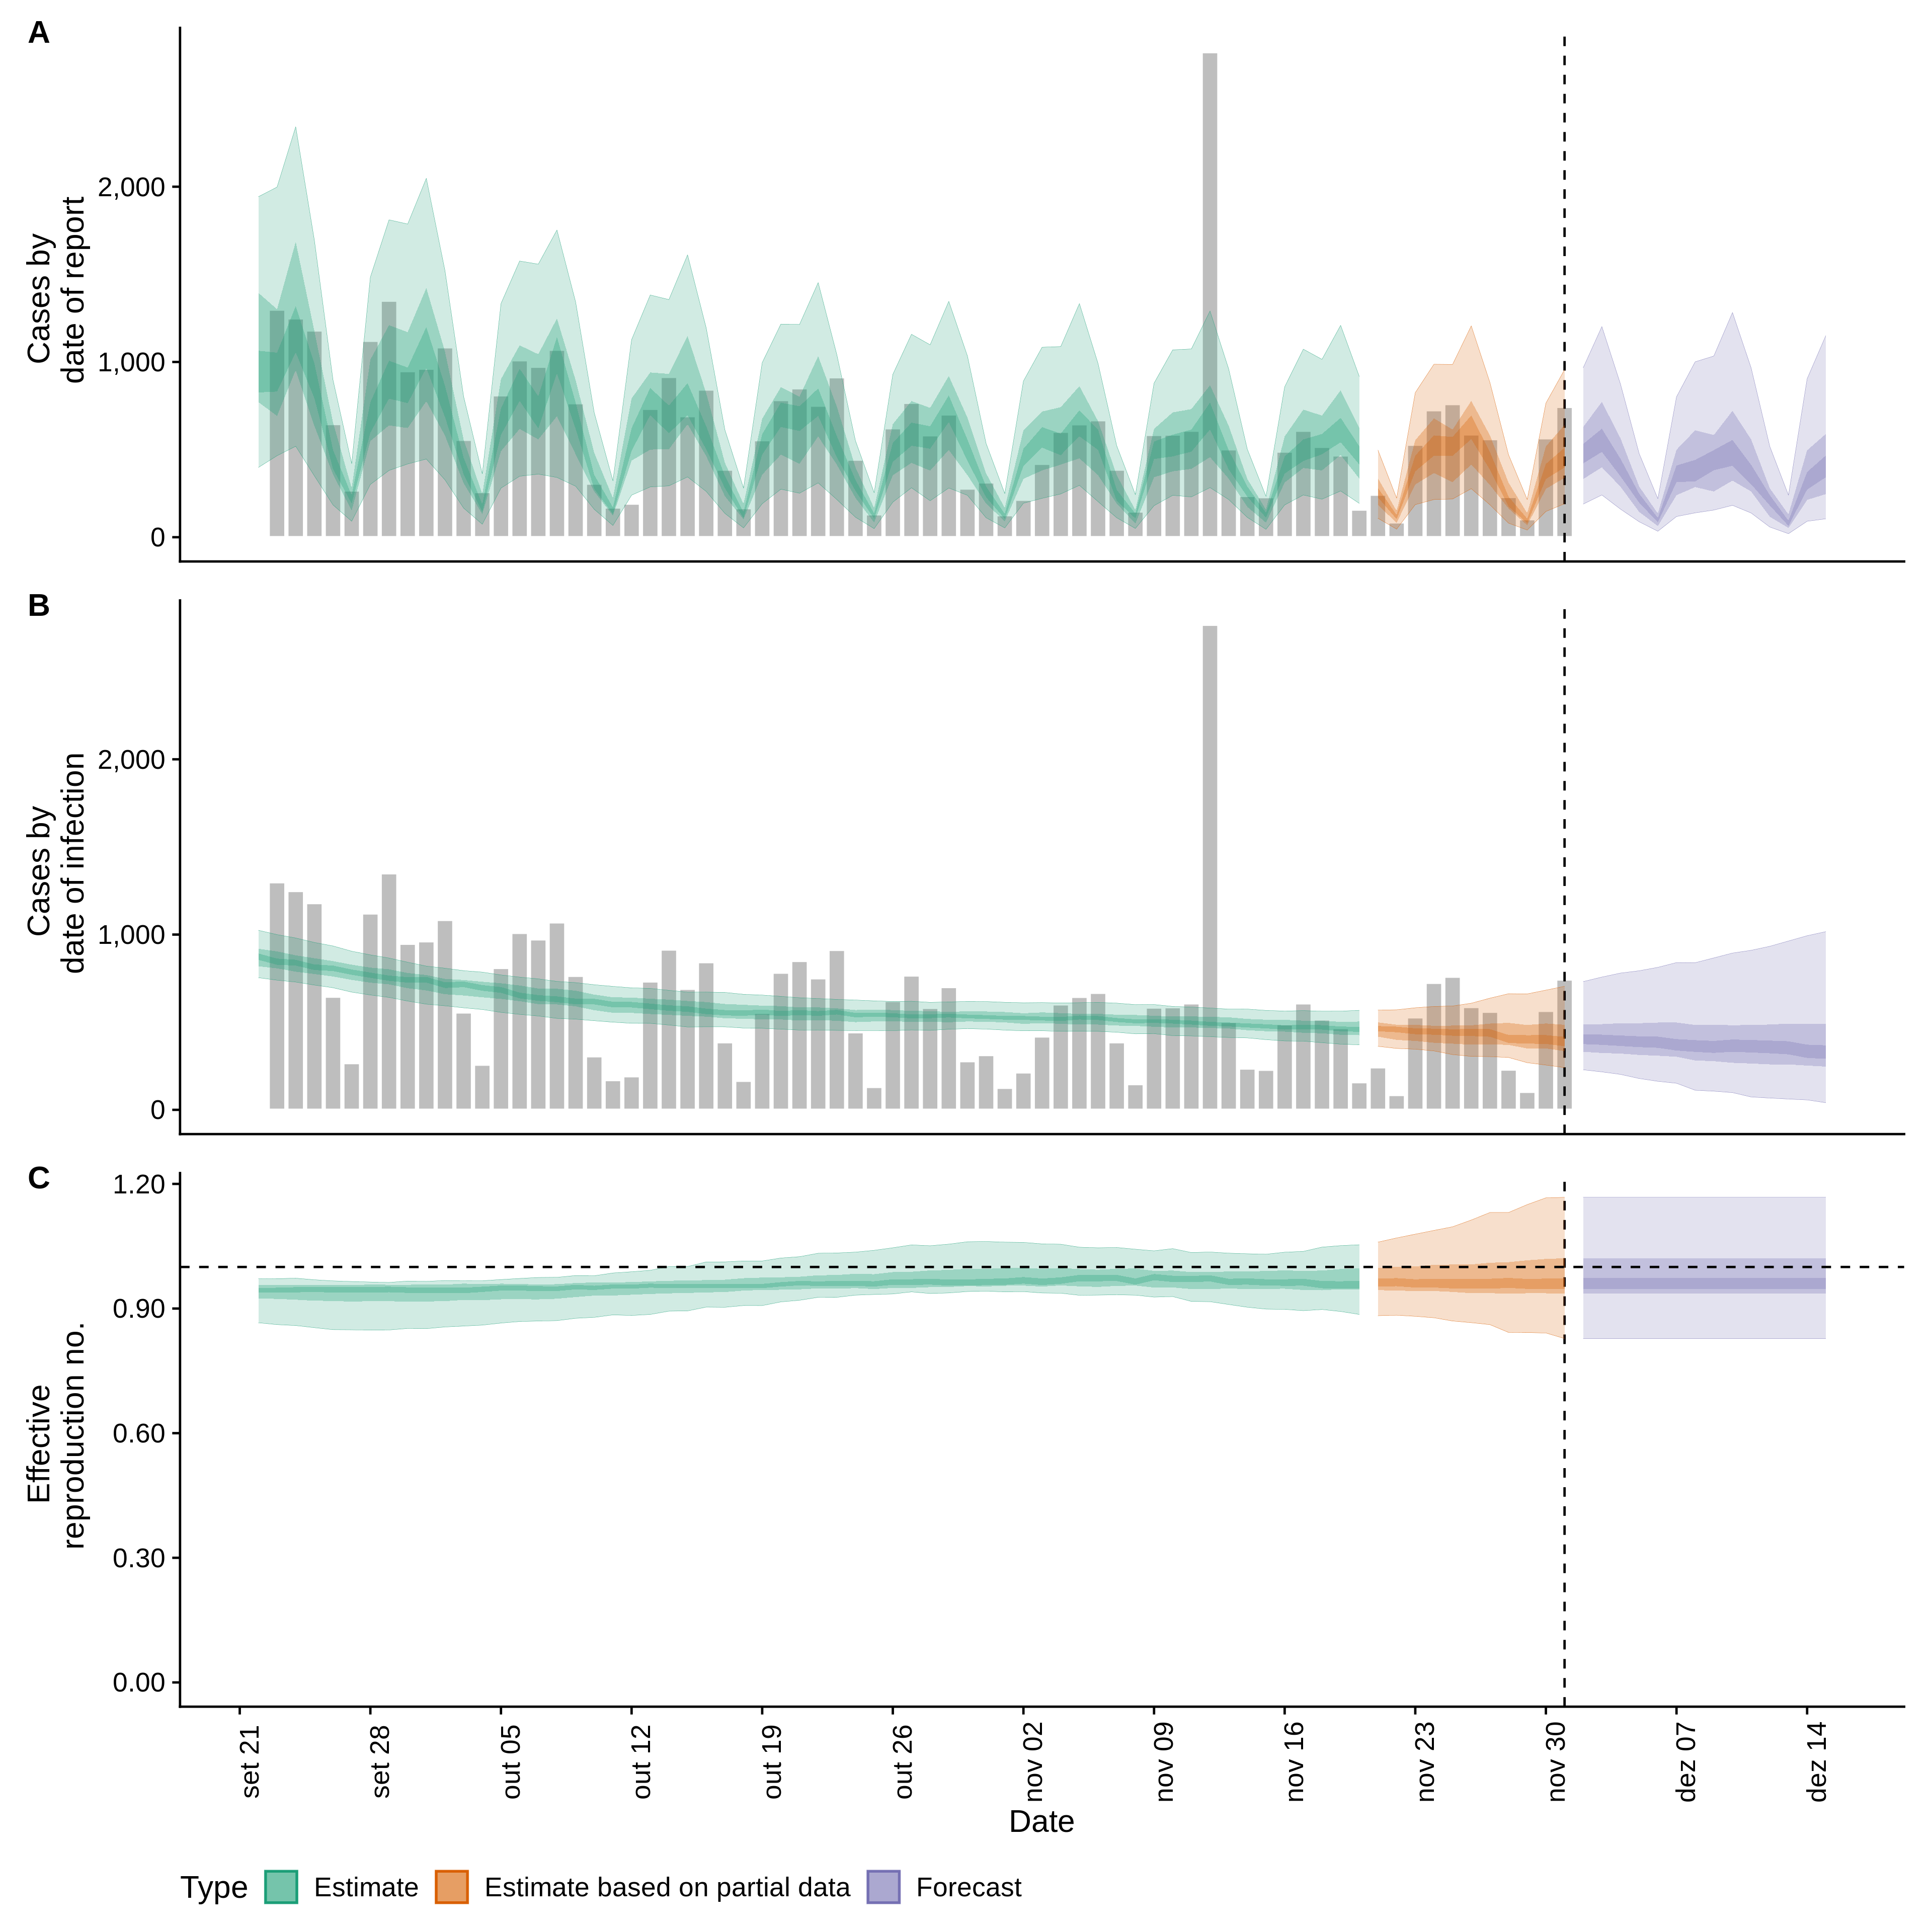 A
Cases by
date of report
2,000
1,000
0
B
Cases by
date of infection
2,000
1,000
0
C
Effective
reproduction no.
1.20
0.90
0.60
0.30
0.00
set 21
set 28
out 05
out 12
out 19
out 26
nov 02
nov 09
nov 16
nov 23
nov 30
dez 07
dez 14
Date
Type Estimate Estimate based on partial data Forecast